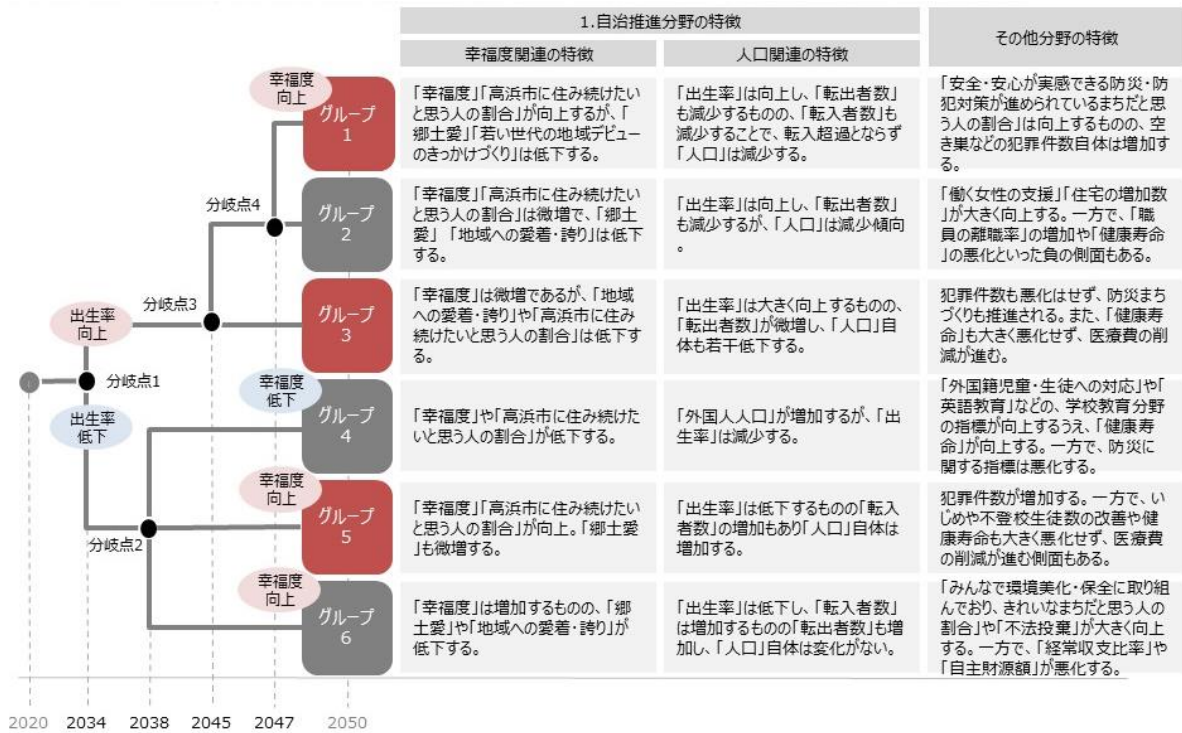 1.自治推進分野の特徴
その他分野の特徴
幸福度関連の特徴
人口関連の特徴
幸福度
向上
グループ
1
「幸福度」「高浜市に住み続けたい
と思う人の割合」が向上するが、「
郷土愛」「若い世代の地域デビュー
のきっかけづくり」は低下する。
「出生率」は向上し、「転出者数」
も減少するものの、「転入者数」も
減少することで、転入超過とならず
「人口」は減少する。
「安全・安心が実感できる防災・防
犯対策が進められているまちだと思
う人の割合」は向上するものの、空
き巣などの犯罪件数自体は増加す
る。
分岐点4
グループ
2
「幸福度」「高浜市に住み続けたい
と思う人の割合」は微増で、「郷土
愛」「地域への愛着・誇り」は低下
する。
「出生率」は向上し、「転出者数」
も減少するが、「人口」は減少傾向
。
「働く女性の支援」「住宅の増加数
」が大きく向上する。一方で、「職
員の離職率」の増加や「健康寿命
」の悪化といった負の側面もある。
出生率
向上
分岐点3
グループ
3
「幸福度」は微増であるが、「地域
への愛着・誇り」や「高浜市に住み
続けたいと思う人の割合」は低下す
る。
「出生率」は大きく向上するものの、
「転出者数」が微増し、「人口」自
体も若干低下する。
犯罪件数も悪化はせず、防災まち
づくりも推進される。また、「健康寿
命」も大きく悪化せず、医療費の削
減が進む。
分岐点1
出生率
低下
幸福度
低下
グループ
4
「幸福度」や「高浜市に住み続けた
いと思う人の割合」が低下する。
「外国人人口」が増加するが、「出
生率」は減少する。
「外国籍児童・生徒への対応」や「
英語教育」などの、学校教育分野
の指標が向上するうえ、「健康寿
命」が向上する。一方で、防災に
関する指標は悪化する。
分岐点2
幸福度
向上
グループ
5
「幸福度」「高浜市に住み続けたい
と思う人の割合」が向上。「郷土愛」
も微増する。
「出生率」は低下するものの「転入
者数」の増加もあり「人口」自体は
増加する。
犯罪件数が増加する。一方で、い
じめや不登校生徒数の改善や健
康寿命も大きく悪化せず、医療費
の削減が進む側面もある。
幸福度
向上
グループ
6
「幸福度」は増加するものの、「郷
土愛」や「地域への愛着・誇り」が
低下する。
「出生率」は低下し、「転入者数」
は増加するものの「転出者数」も増
加し、「人口」自体は変化がない。
「みんなで環境美化・保全に取り組
んでおり、きれいなまちだと思う人の
割合」や「不法投棄」が大きく向上
する。一方で、「経常収支比率」や
「自主財源額」が悪化する。
2020 2034 2038 2045 2047 2050